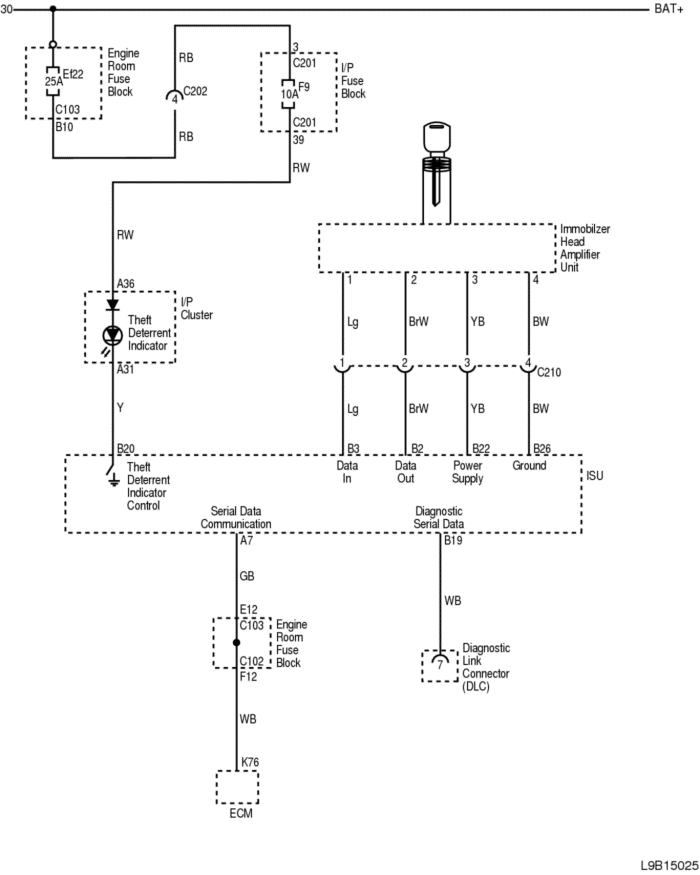 30
BAT+
Engine
Room
Fuse
Block
Ef22
25A
C103
B10
RB
C202
4
RB
3
C201
I/P
Fuse
Block
F9
10A
C201
39
RW
RW
A36
I/P
Cluster
Theft
Deterrent
Indicator
A31
Y
B20
Immobilzer
Head
Amplifier
Unit
1 2 3 4
Lg BrW YB BW
1 2 3 4
C210
Lg BrW YB BW
B3 B2 B22 B26
Data
In
Data
Out
Power
Supply
Ground
ISU
Theft
Deterrent
Indicator
Control
Serial Data
Communication
Diagnostic
Serial Data
A7
B19
GB
WB
E12
C103
Engine
Room
Fuse
Block
C102
F12
7
Diagnostic
Link
Connector
(DLC)
WB
K76
ECM
L9B15025